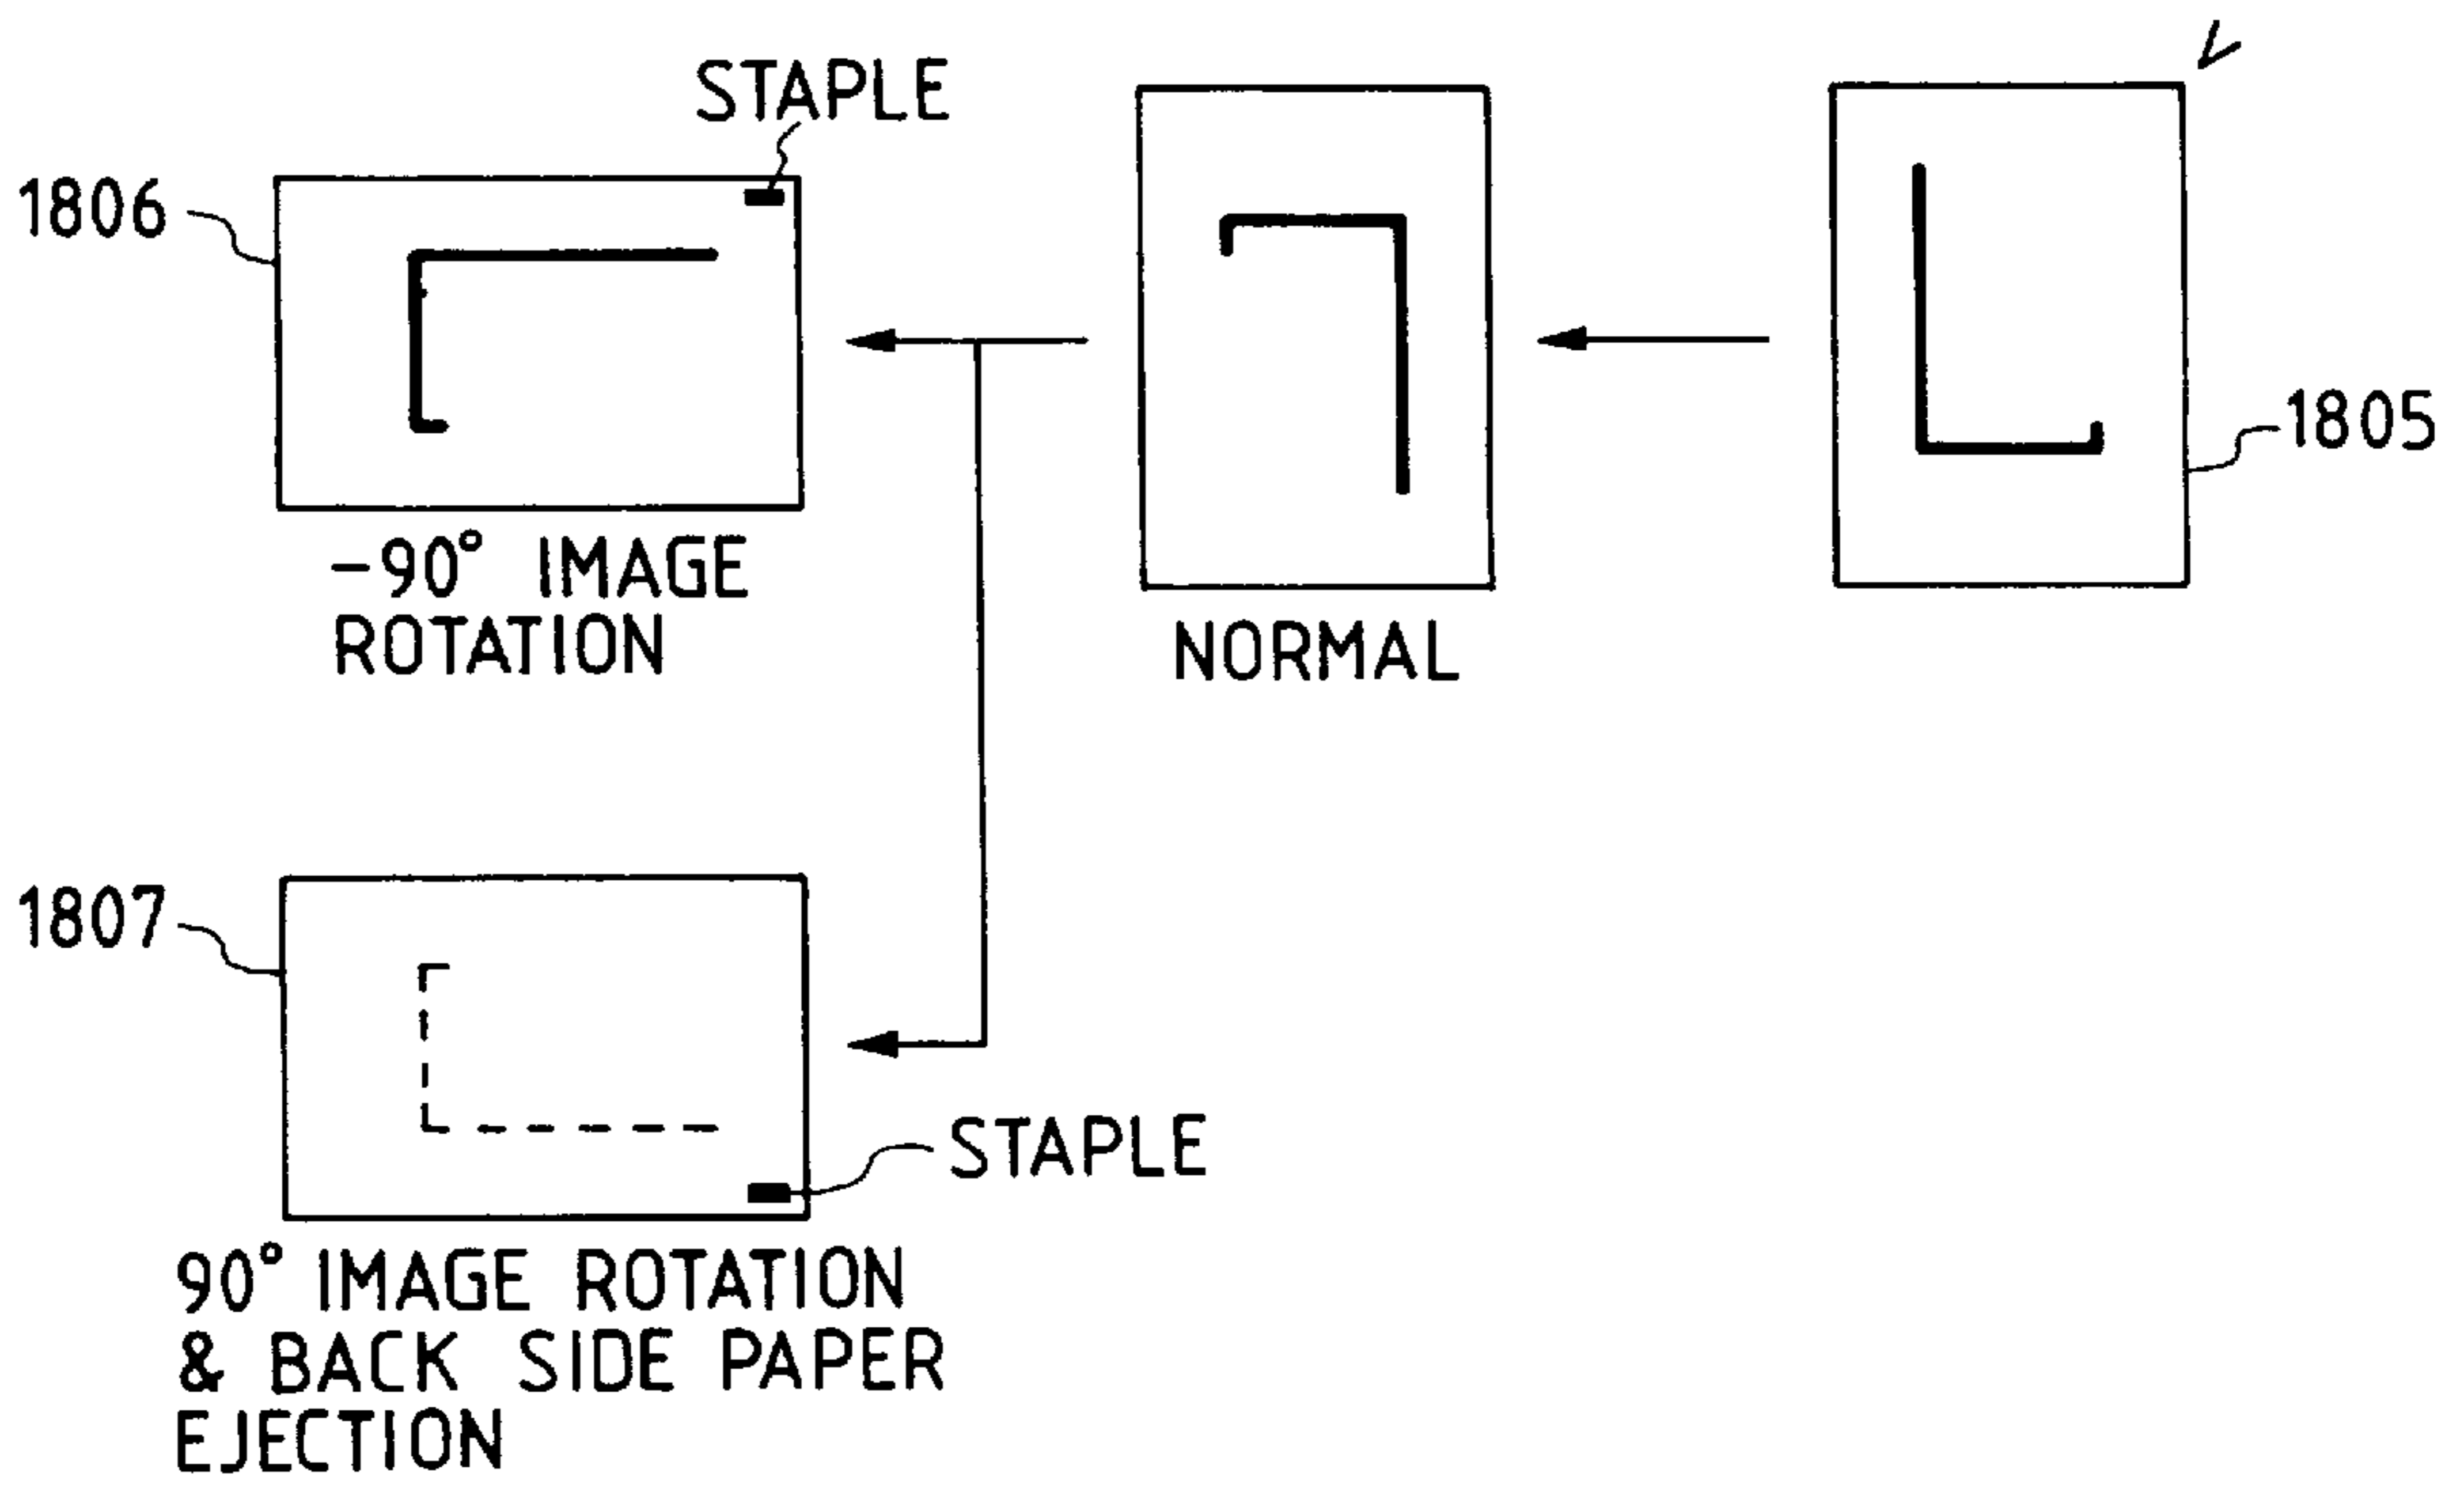 STAPLE
1806
1805
-90° IMAGE
ROTATION
NORMAL
1807
STAPLE
90° IMAGE ROTATION
& BACK SIDE PAPER
EJECTION